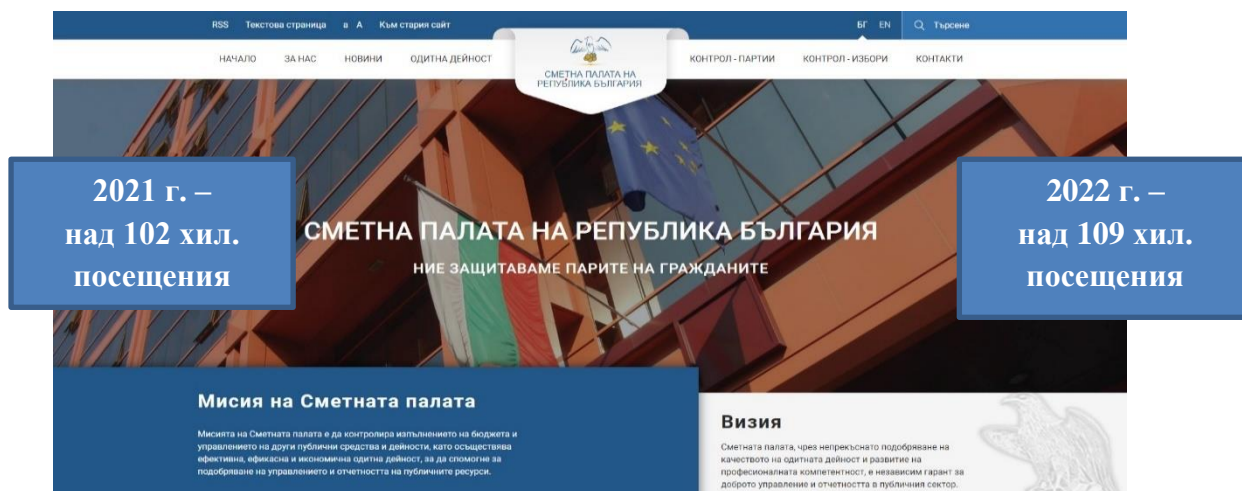 RSS Текстова страница a A Към стария сайт
БГ EN Търсене
НАЧАЛО ЗА НАС НОВИНИ ОДИТНА ДЕЙНОСТ
СМЕТНА ПАЛАТА НА
РЕПУБЛИКА БЪЛГАРИЯ
КОНТРОЛ - ПАРТИИ КОНТРОЛ - ИЗБОРИ КОНТАКТИ
2021 г. –
над 102 хил.
посещения
СМЕТНА ПАЛАТА НА РЕПУБЛИКА БЪЛГАРИЯ
НИЕ ЗАЩИТАВАМЕ ПАРИТЕ НА ГРАЖДАНИТЕ
2022 г. –
над 109 хил.
посещения
Мисия на Сметната палата
Мисията на Сметната палата е да контролира изпълнението на бюджета и
управлението на други публични средства и дейности, като осъществява
ефективна, ефикасна и икономична одитна дейност, за да спомогне за
подобряване на управлението и отчетността на публичните ресурси.
Визия
Сметната палата, чрез непрекъснато подобряване на
качеството на одитната дейност и развитие на
професионалната компетентност, е независим гарант за
доброто управление и отчетността в публичния сектор.